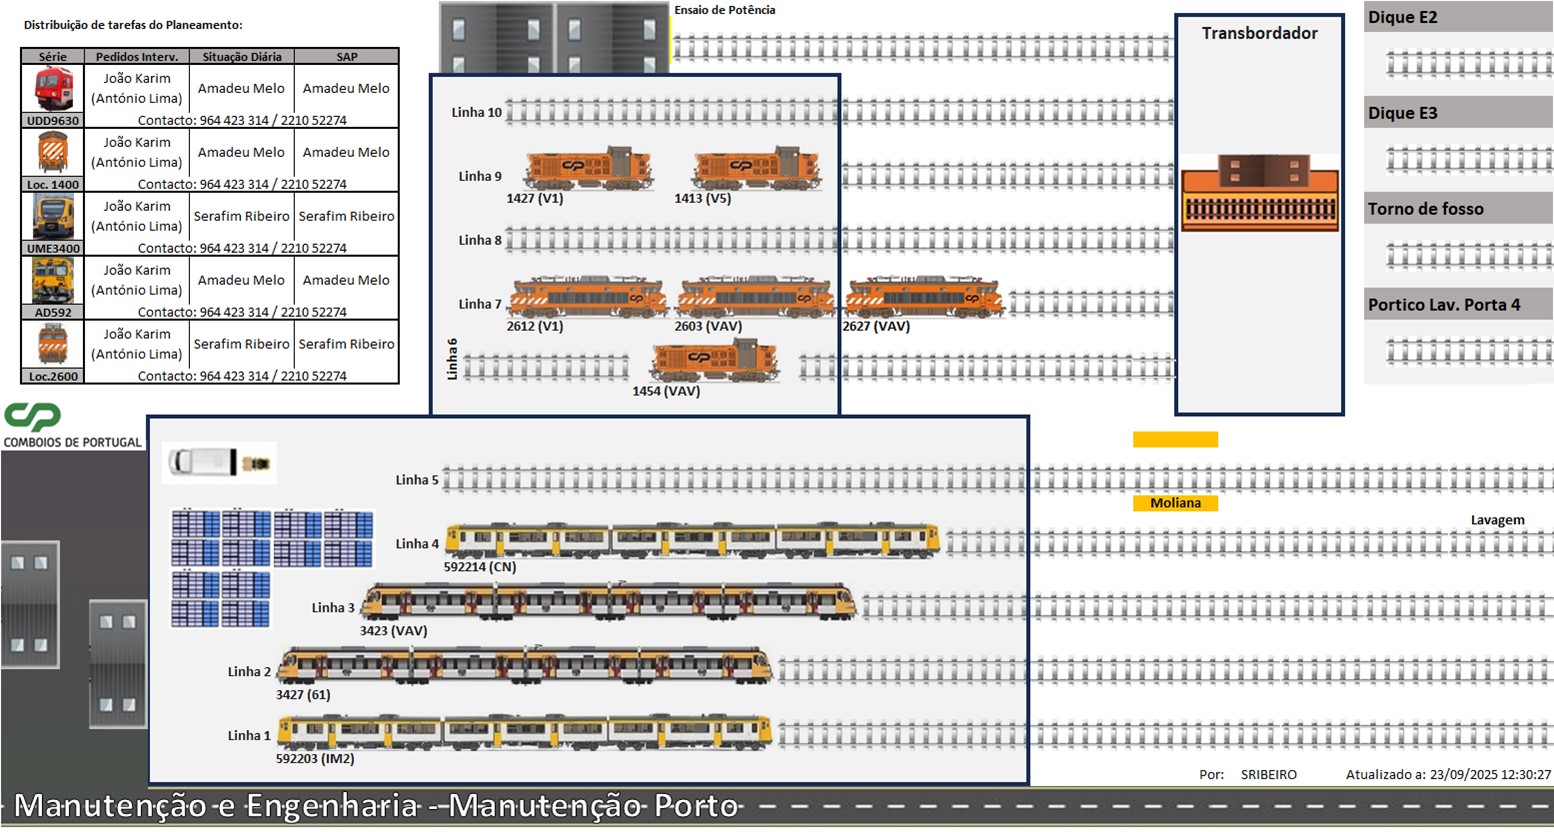 Distribuição de tarefas do Planeamento:
Série Pedidos Interv. Situação Diária SAP
João Karim
(António Lima) Amadeu Melo Amadeu Melo
UDD9630 Contacto: 964 423 314 / 2210 52274
João Karim
(António Lima) Amadeu Melo Amadeu Melo
Loc. 1400 Contacto: 964 423 314 / 2210 52274
João Karim
(António Lima) Serafim Ribeiro Serafim Ribeiro
UME3400 Contacto: 964 423 314 / 2210 52274
João Karim
(António Lima) Amadeu Melo Amadeu Melo
AD592 Contacto: 964 423 314 / 2210 52274
João Karim
(António Lima) Serafim Ribeiro Serafim Ribeiro
Loc.2600 Contacto: 964 423 314 / 2210 52274
Ensaio de Potência
Linha 10
Linha 9
1427 (V1) 1413 (V5)
Linha 8
Linha 7
2612 (V1) 2603 (VAV) 2627 (VAV)
Linha 6
1454 (VAV)
Transbordador
Dique E2
Dique E3
Torno de fosso
Portico Lav. Porta 4
CP
COMBOIOS DE PORTUGAL
Linha 5
Moliana
Lavagem
Linha 4
592214 (CN)
Linha 3
3423 (VAV)
Linha 2
3427 (61)
Linha 1
592203 (IM2)
Por: SRIBEIRO Atualizado a: 23/09/2025 12:30:27
Manutenção e Engenharia - Manutenção Porto